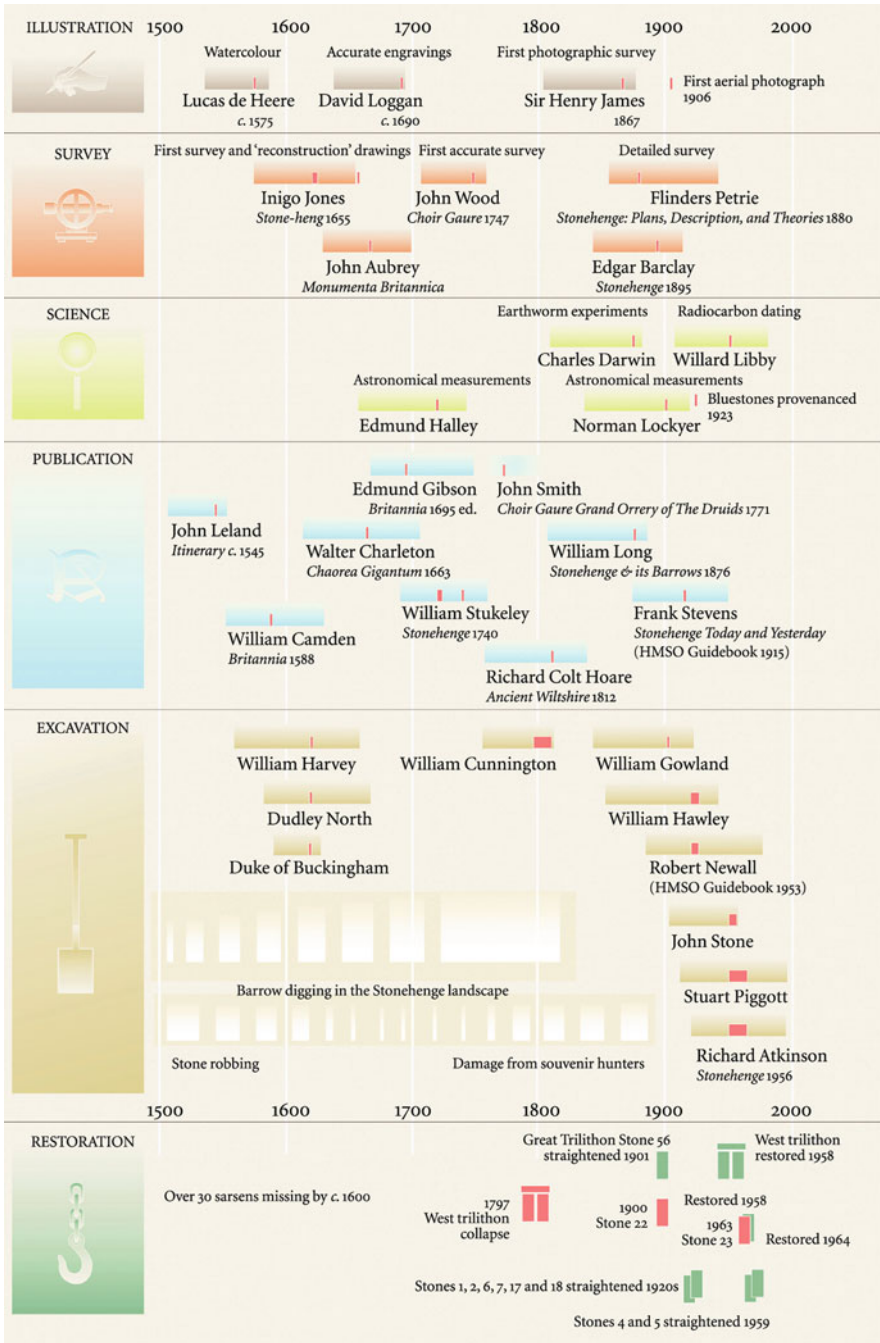 ILLUSTRATION
1500 1600 1700 1800 1900 2000
Watercolour
Lucas de Heere
c. 1575
Accurate engravings
David Loggan
c. 1690
First photographic survey
Sir Henry James
1867
First aerial photograph
1906
SURVEY
First survey and ‘reconstruction’ drawings
Inigo Jones
Stone-heng 1655
First accurate survey
John Wood
Choir Gaure 1747
Detailed survey
Flinders Petrie
Stonehenge: Plans, Description, and Theories 1880
John Aubrey
Monumenta Britannica
Edgar Barclay
Stonehenge 1895
SCIENCE
Earthworm experiments
Charles Darwin
Radiocarbon dating
Willard Libby
Astronomical measurements
Edmund Halley
Astronomical measurements
Norman Lockyer
Bluestones provenanced
1923
PUBLICATION
Edmund Gibson
Britannia 1695 ed.
John Smith
Choir Gaure Grand Orrery of The Druids 1771
John Leland
Itinerary c. 1545
Walter Charleton
Chaorea Gigantum 1663
William Long
Stonehenge & its Barrows 1876
William Camden
Britannia 1588
William Stukeley
Stonehenge 1740
Frank Stevens
Stonehenge Today and Yesterday
(HMSO Guidebook 1915)
Richard Colt Hoare
Ancient Wiltshire 1812
EXCAVATION
William Harvey
William Cunnington
William Gowland
Dudley North
William Hawley
Duke of Buckingham
Robert Newall
(HMSO Guidebook 1953)
John Stone
Barrow digging in the Stonehenge landscape
Stuart Piggott
Stone robbing
Damage from souvenir hunters
Richard Atkinson
Stonehenge 1956
1500 1600 1700 1800 1900 2000
RESTORATION
Great Trilithon Stone 56
straightened 1901
West trilithon
restored 1958
Over 30 sarsens missing by c. 1600
1797
West trilithon
collapse
1900
Stone 22
Restored 1958
1963
Stone 23
Restored 1964
Stones 1, 2, 6, 7, 17 and 18 straightened 1920s
Stones 4 and 5 straightened 1959